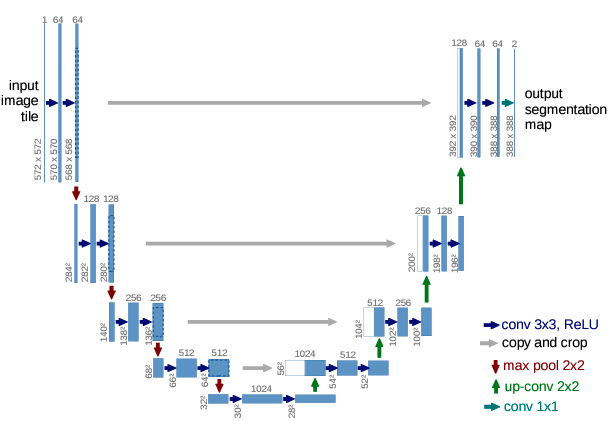 1 64 64
128 64 64 2
input
image
tile
output
segmentation
map
572 x 572
570 x 570
568 x 568
392 x 392
390 x 390
388 x 388
388 x 388
128 128
256 128
284²
282²
280²
200²
198²
196²
256 256
512 256
140²
138²
136²
104²
102²
100²
512 512
1024 512
68²
66²
64²
56²
54²
52²
1024
32²
30²
28²
conv 3x3, ReLU
copy and crop
max pool 2x2
up-conv 2x2
conv 1x1